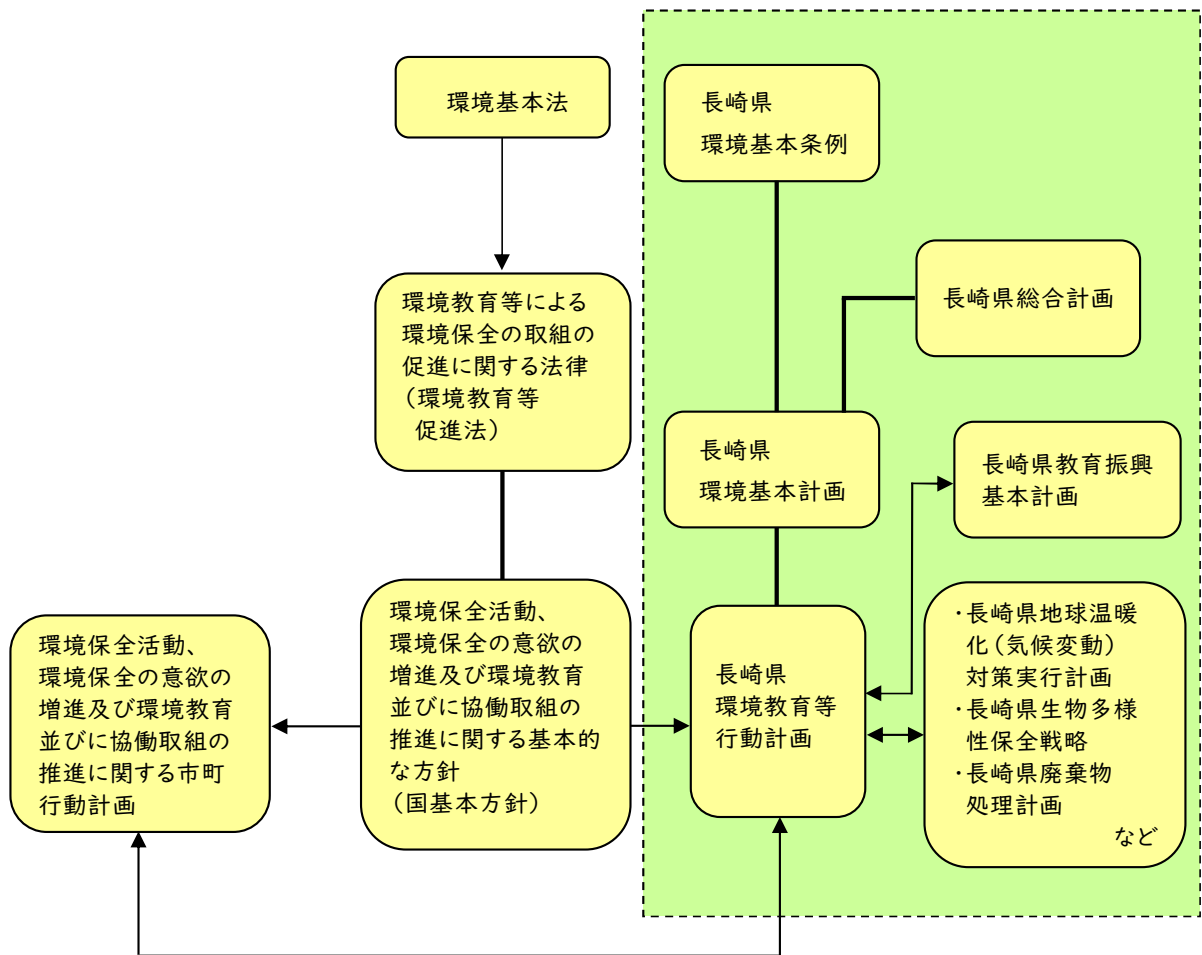 環境基本法
長崎県
環境基本条例
長崎県総合計画
環境教育等による
環境保全の取組の
促進に関する法律
（環境教育等
促進法）
長崎県
環境基本計画
長崎県教育振興
基本計画
環境保全活動、
環境保全の意欲の
増進及び環境教育
並びに協働取組の
推進に関する市町
行動計画
環境保全活動、
環境保全の意欲の
増進及び環境教育
並びに協働取組の
推進に関する基本的
な方針
（国基本方針）
長崎県
環境教育等
行動計画
・長崎県地球温暖
化（気候変動）
対策実行計画
・長崎県生物多様
性保全戦略
・長崎県廃棄物
処理計画
など